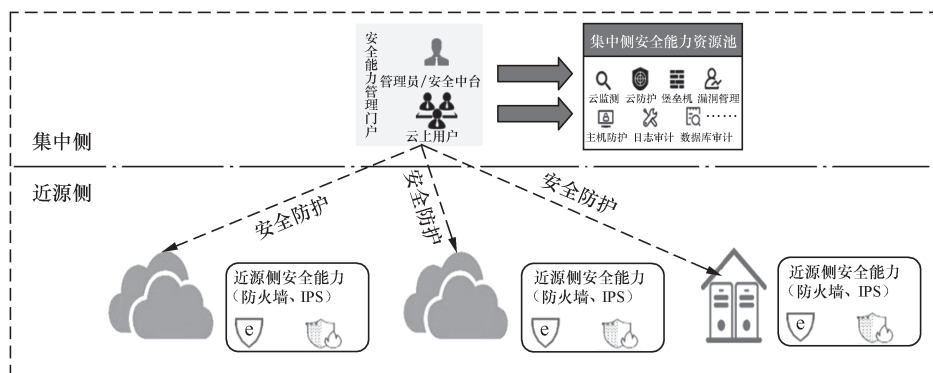 安全能力管理门户
管理员/安全中台
云上用户
集中侧安全能力资源池
云监测 云防护 堡垒机 漏洞管理
主机防护 日志审计 数据库审计 ……
集中侧
近源侧
安全防护
安全防护
安全防护
近源侧安全能力
（防火墙、IPS）
e
近源侧安全能力
（防火墙、IPS）
e
近源侧安全能力
（防火墙、IPS）
e